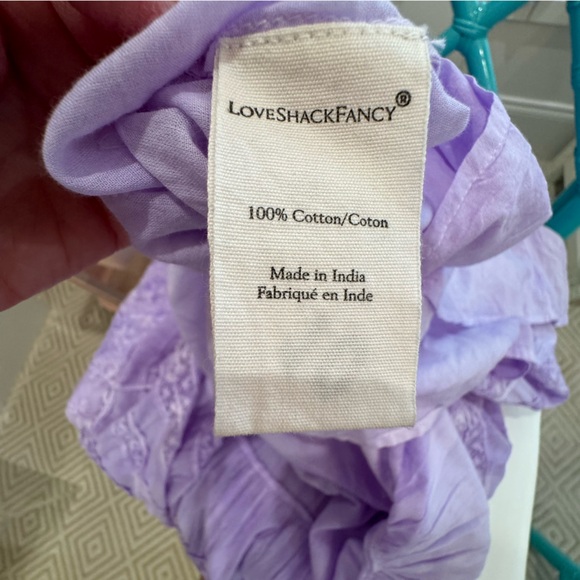 LoveShackFancy®
100% Cotton/Coton
Made in India
Fabriqué en Inde